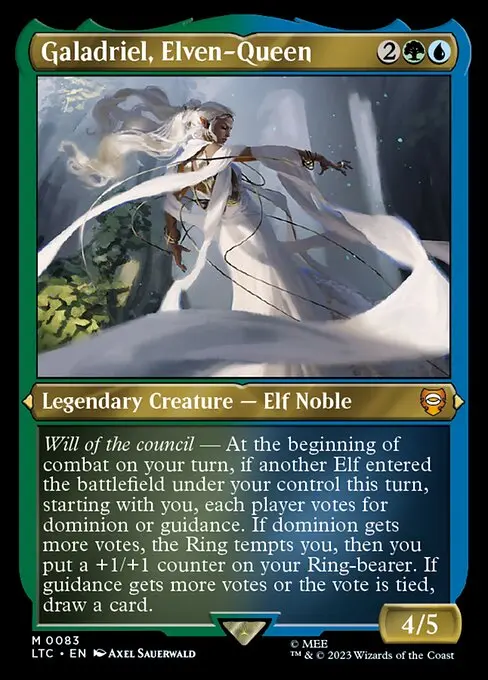 Galadriel, Elven-Queen 2
Legendary Creature — Elf Noble
Will of the council — At the beginning of
combat on your turn, if another Elf entered
the battlefield under your control this turn,
starting with you, each player votes for
dominion or guidance. If dominion gets
more votes, the Ring tempts you, then you
put a +1/+1 counter on your Ring-bearer. If
guidance gets more votes or the vote is tied,
draw a card.
4/5
M 0083
LTC • EN Axel Sauerwald
© MEE
™ & © 2023 Wizards of the Coast